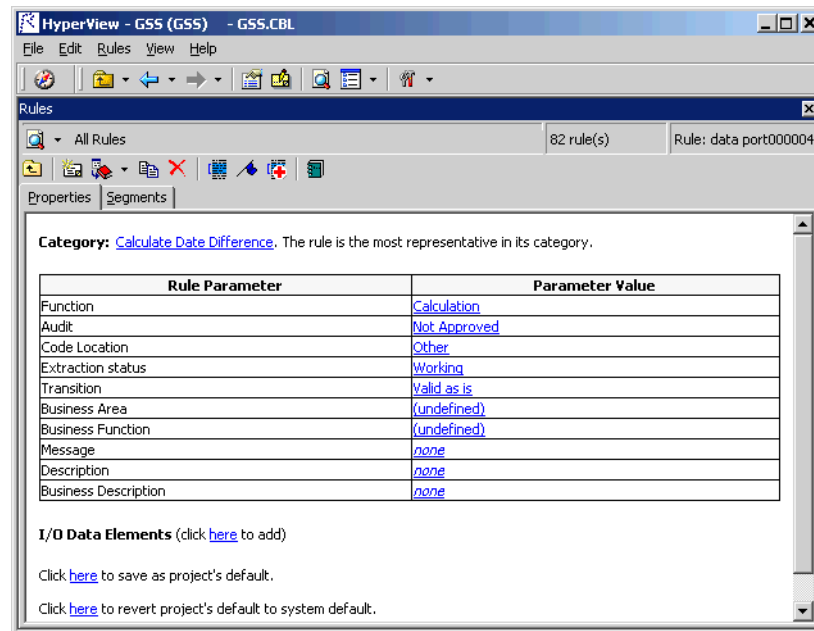 HyperView - GSS (GSS) - GSS.CBL
File Edit Rules View Help
Rules
All Rules 82 rule(s) Rule: data port000004
Properties Segments
Category: Calculate Date Difference. The rule is the most representative in its category.
Rule Parameter Parameter Value
Function Calculation
Audit Not Approved
Code Location Other
Extraction status Working
Transition Valid as is
Business Area (undefined)
Business Function (undefined)
Message none
Description none
Business Description none
I/O Data Elements (click here to add)
Click here to save as project's default.
Click here to revert project's default to system default.